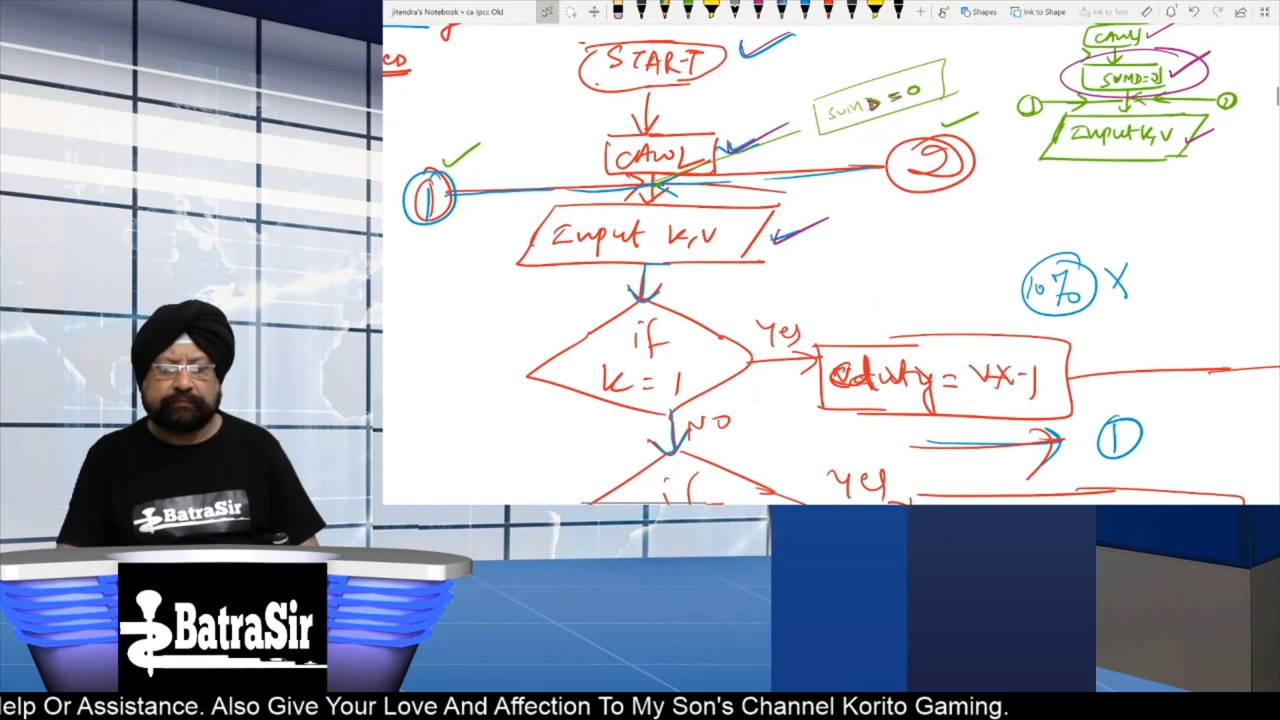 jitendra's Notebook > ca Ipcc Old
Shapes
Ink to Shape
Ink to Text
START
CAWL
SUMD = 0
1
2
Input K,V
if
K = 1
Yes
NO
duty = V X .1
10%
X
1
if
Yes
CAWL
SUMD=0
1
2
Input K,V
BatraSir
BatraSir
elp Or Assistance. Also Give Your Love And Affection To My Son's Channel Korito Gaming.